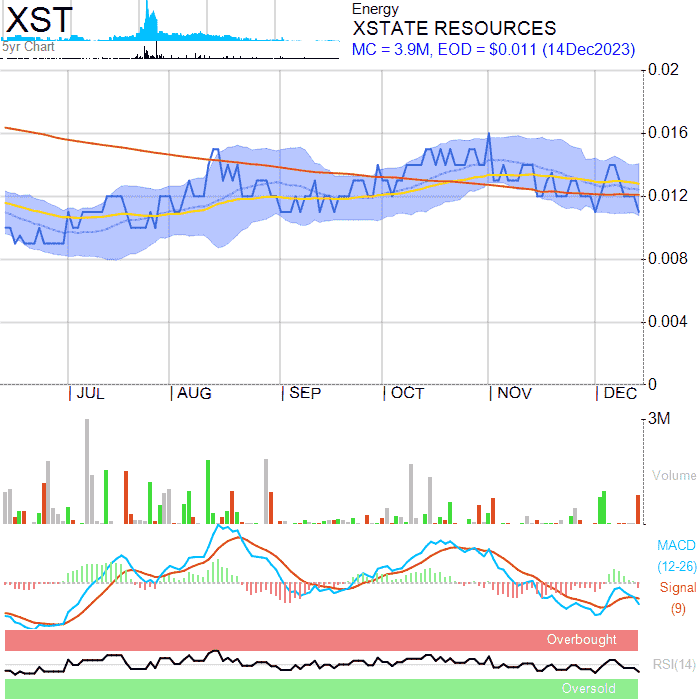 XST
Energy
XSTATE RESOURCES
5yr Chart
MC = 3.9M, EOD = $0.011 (14Dec2023)
0.02
0.016
0.012
0.008
0.004
0
JUL AUG SEP OCT NOV DEC
3M
Volume
MACD
(12-26)
Signal
(9)
Overbought
RSI(14)
Oversold